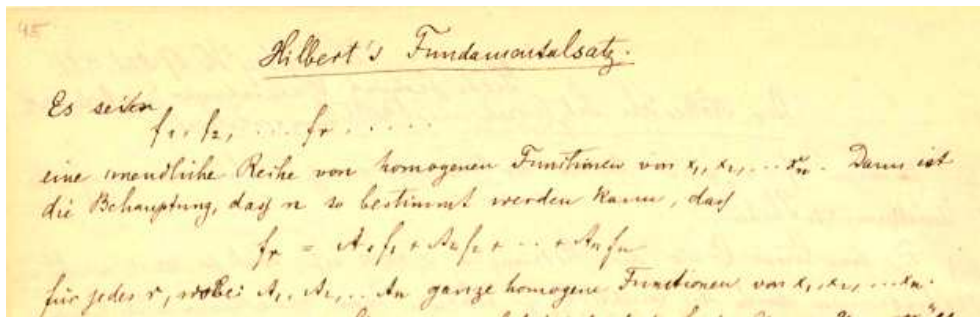 45
Hilbert's Fundamentalsatz.
Es seien
f₁, f₂, .... fᵣ .....
eine unendliche Reihe von homogenen Functionen von x₁, x₂, ... xₙ. Dann ist
die Behauptung, daß n so bestimmt werden kann, daß
fᵣ = A₁f₁ + A₂f₂ + .. + Aₙfₙ
für jedes r, wobei A₁, A₂, .. Aₙ ganze homogene Functionen von x₁, x₂, ... xₙ.